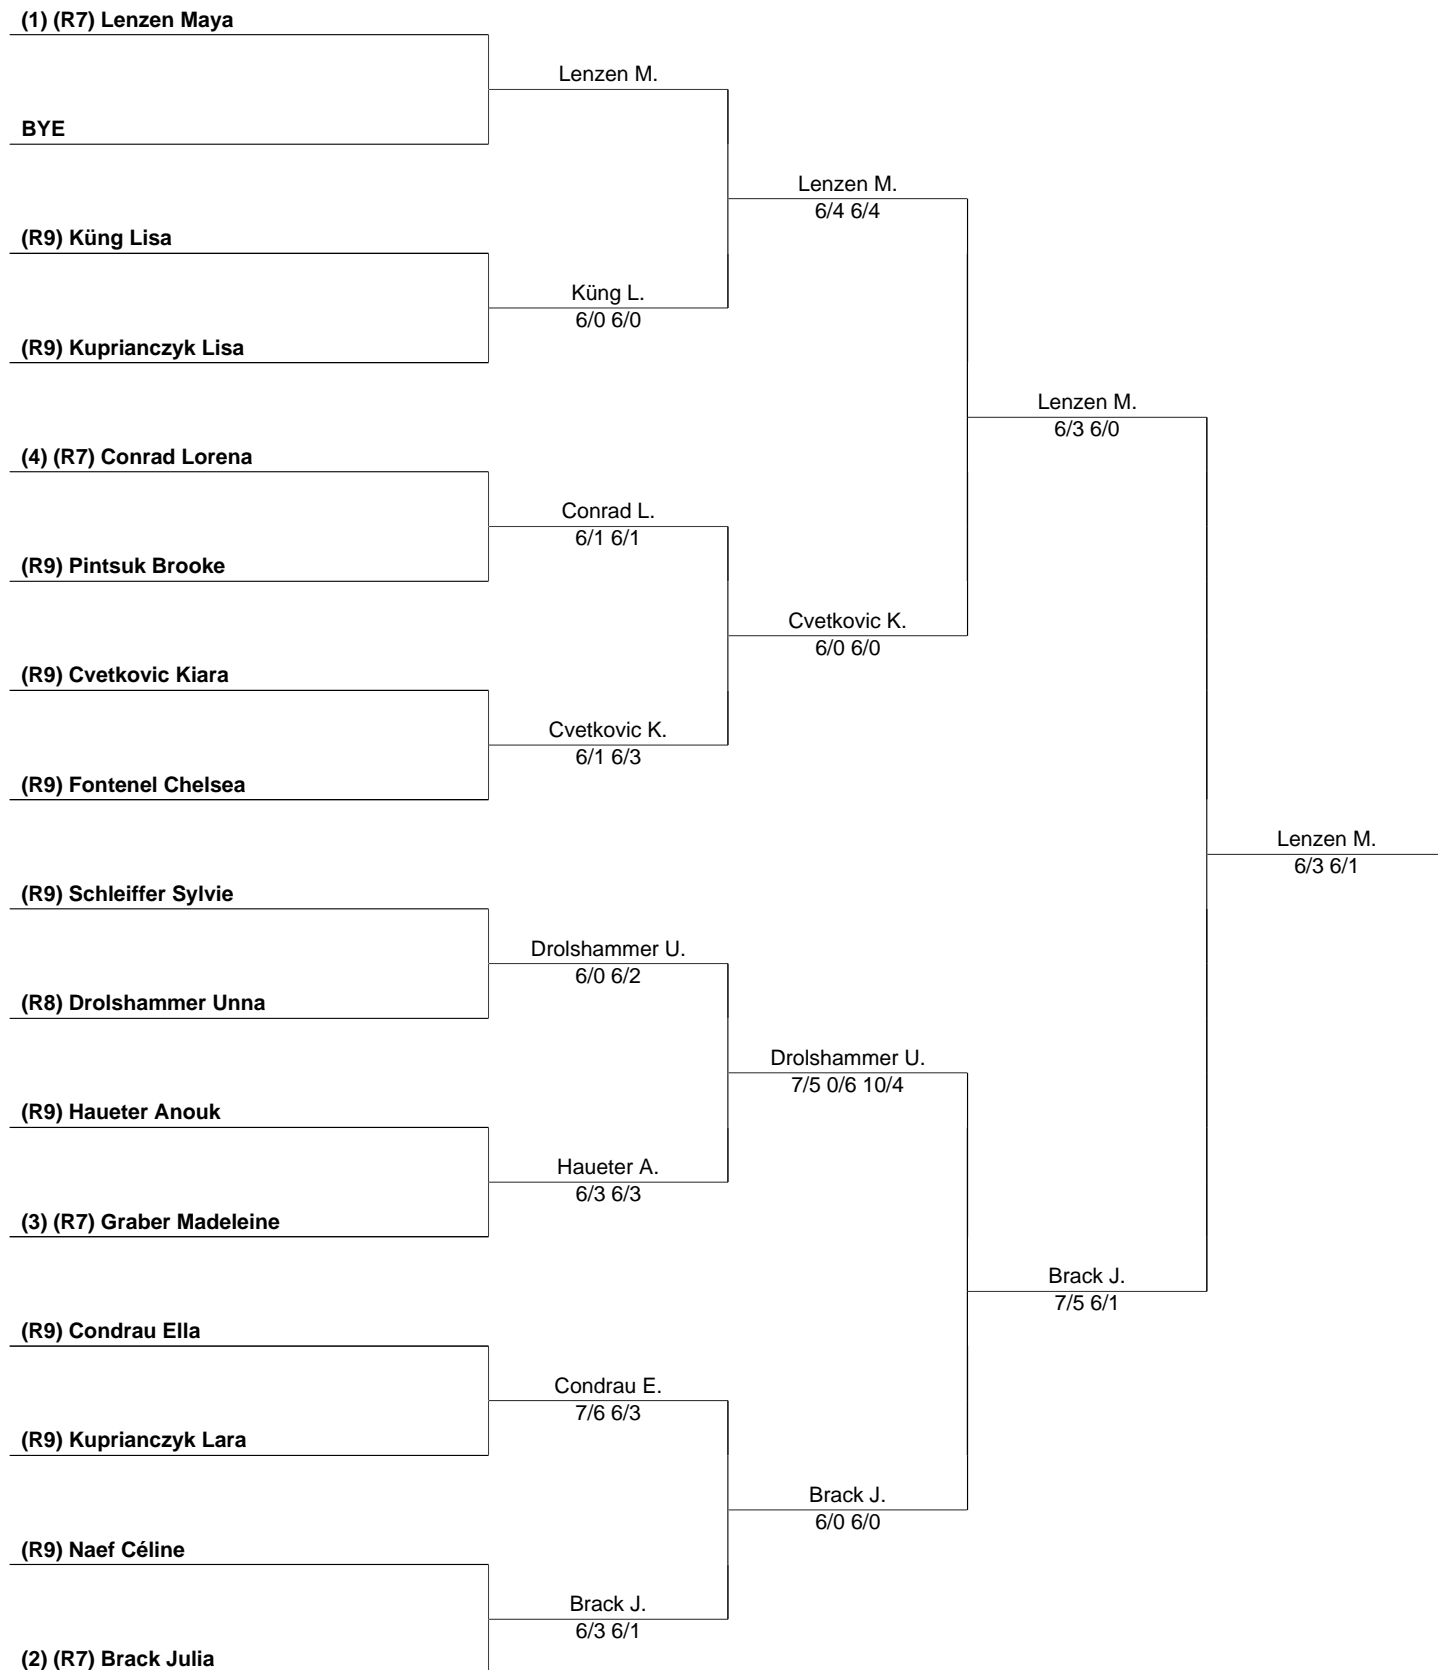 (1) (R7) Lenzen Maya
Lenzen M.
BYE
Lenzen M.
6/4 6/4
(R9) Küng Lisa
Küng L.
6/0 6/0
(R9) Kuprianczyk Lisa
Lenzen M.
6/3 6/0
(4) (R7) Conrad Lorena
Conrad L.
6/1 6/1
(R9) Pintsuk Brooke
Cvetkovic K.
6/0 6/0
(R9) Cvetkovic Kiara
Cvetkovic K.
6/1 6/3
(R9) Fontenel Chelsea
Lenzen M.
6/3 6/1
(R9) Schleiffer Sylvie
Drolshammer U.
6/0 6/2
(R8) Drolshammer Unna
Drolshammer U.
7/5 0/6 10/4
(R9) Haueter Anouk
Haueter A.
6/3 6/3
(3) (R7) Graber Madeleine
Brack J.
7/5 6/1
(R9) Condrau Ella
Condrau E.
7/6 6/3
(R9) Kuprianczyk Lara
Brack J.
6/0 6/0
(R9) Naef Céline
Brack J.
6/3 6/1
(2) (R7) Brack Julia